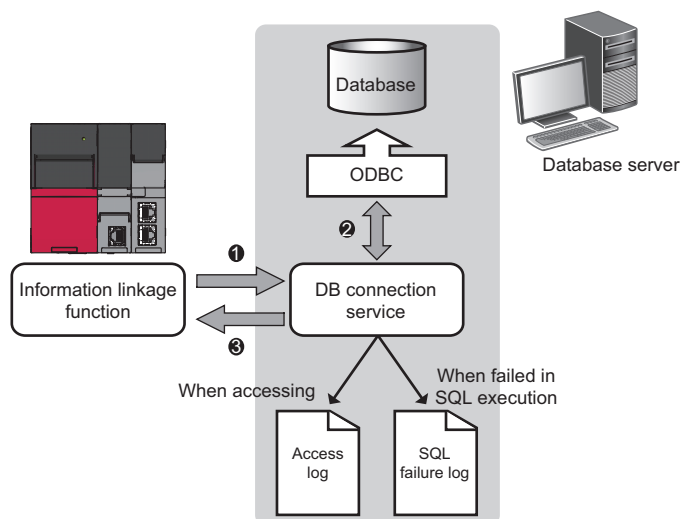 Database
ODBC
Database server
❷
❶
Information linkage
function
DB connection
service
❸
When accessing
When failed in
SQL execution
Access
log
SQL
failure log